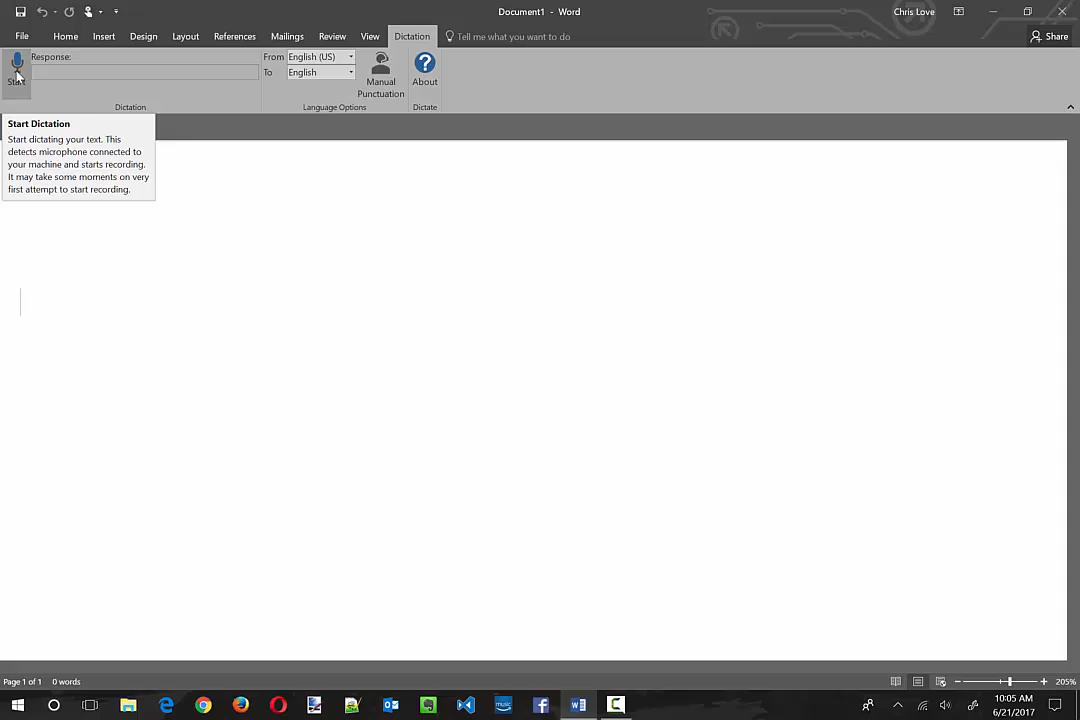 Document1 - Word
Chris Love
File Home Insert Design Layout References Mailings Review View Dictation Tell me what you want to do Share
Start
Response:
From English (US)
To English
Manual
Punctuation
About
Dictation Language Options Dictate
Start Dictation
Start dictating your text. This
detects microphone connected to
your machine and starts recording.
It may take some moments on very
first attempt to start recording.
Page 1 of 1 0 words 205%
10:05 AM
6/21/2017